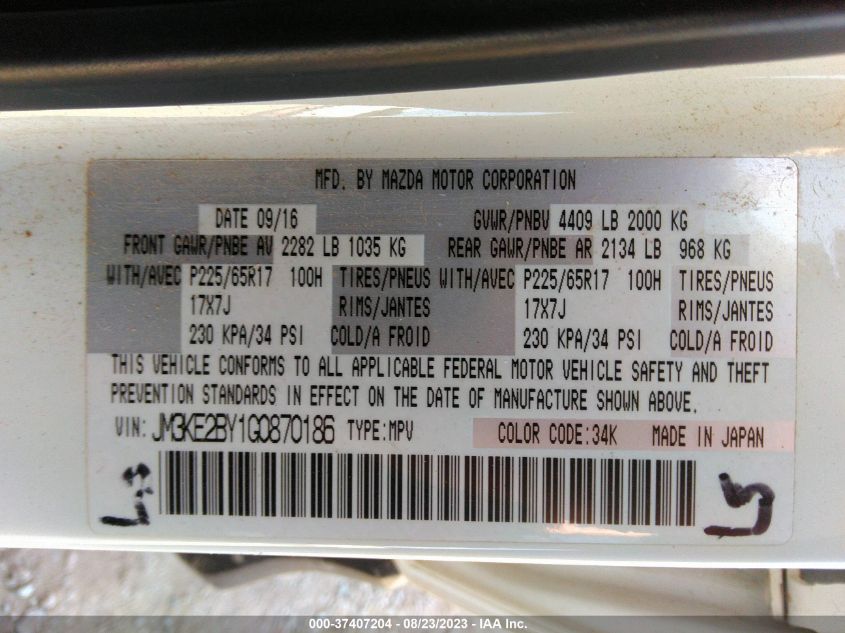 MFD. BY MAZDA MOTOR CORPORATION
DATE 09/16 GVWR/PNBV 4409 LB 2000 KG
FRONT GAWR/PNBE AV 2282 LB 1035 KG REAR GAWR/PNBE AR 2134 LB 968 KG
WITH/AVEC P225/65R17 100H TIRES/PNEUS WITH/AVEC P225/65R17 100H TIRES/PNEUS
17X7J RIMS/JANTES 17X7J RIMS/JANTES
230 KPA/34 PSI COLD/A FROID 230 KPA/34 PSI COLD/A FROID
THIS VEHICLE CONFORMS TO ALL APPLICABLE FEDERAL MOTOR VEHICLE SAFETY AND THEFT
PREVENTION STANDARDS IN EFFECT ON THE DATE OF MANUFACTURE SHOWN ABOVE.
VIN: JM3KE2BY1G0870186 TYPE:MPV COLOR CODE:34K MADE IN JAPAN
000-37407204 - 08/23/2023 - IAA Inc.